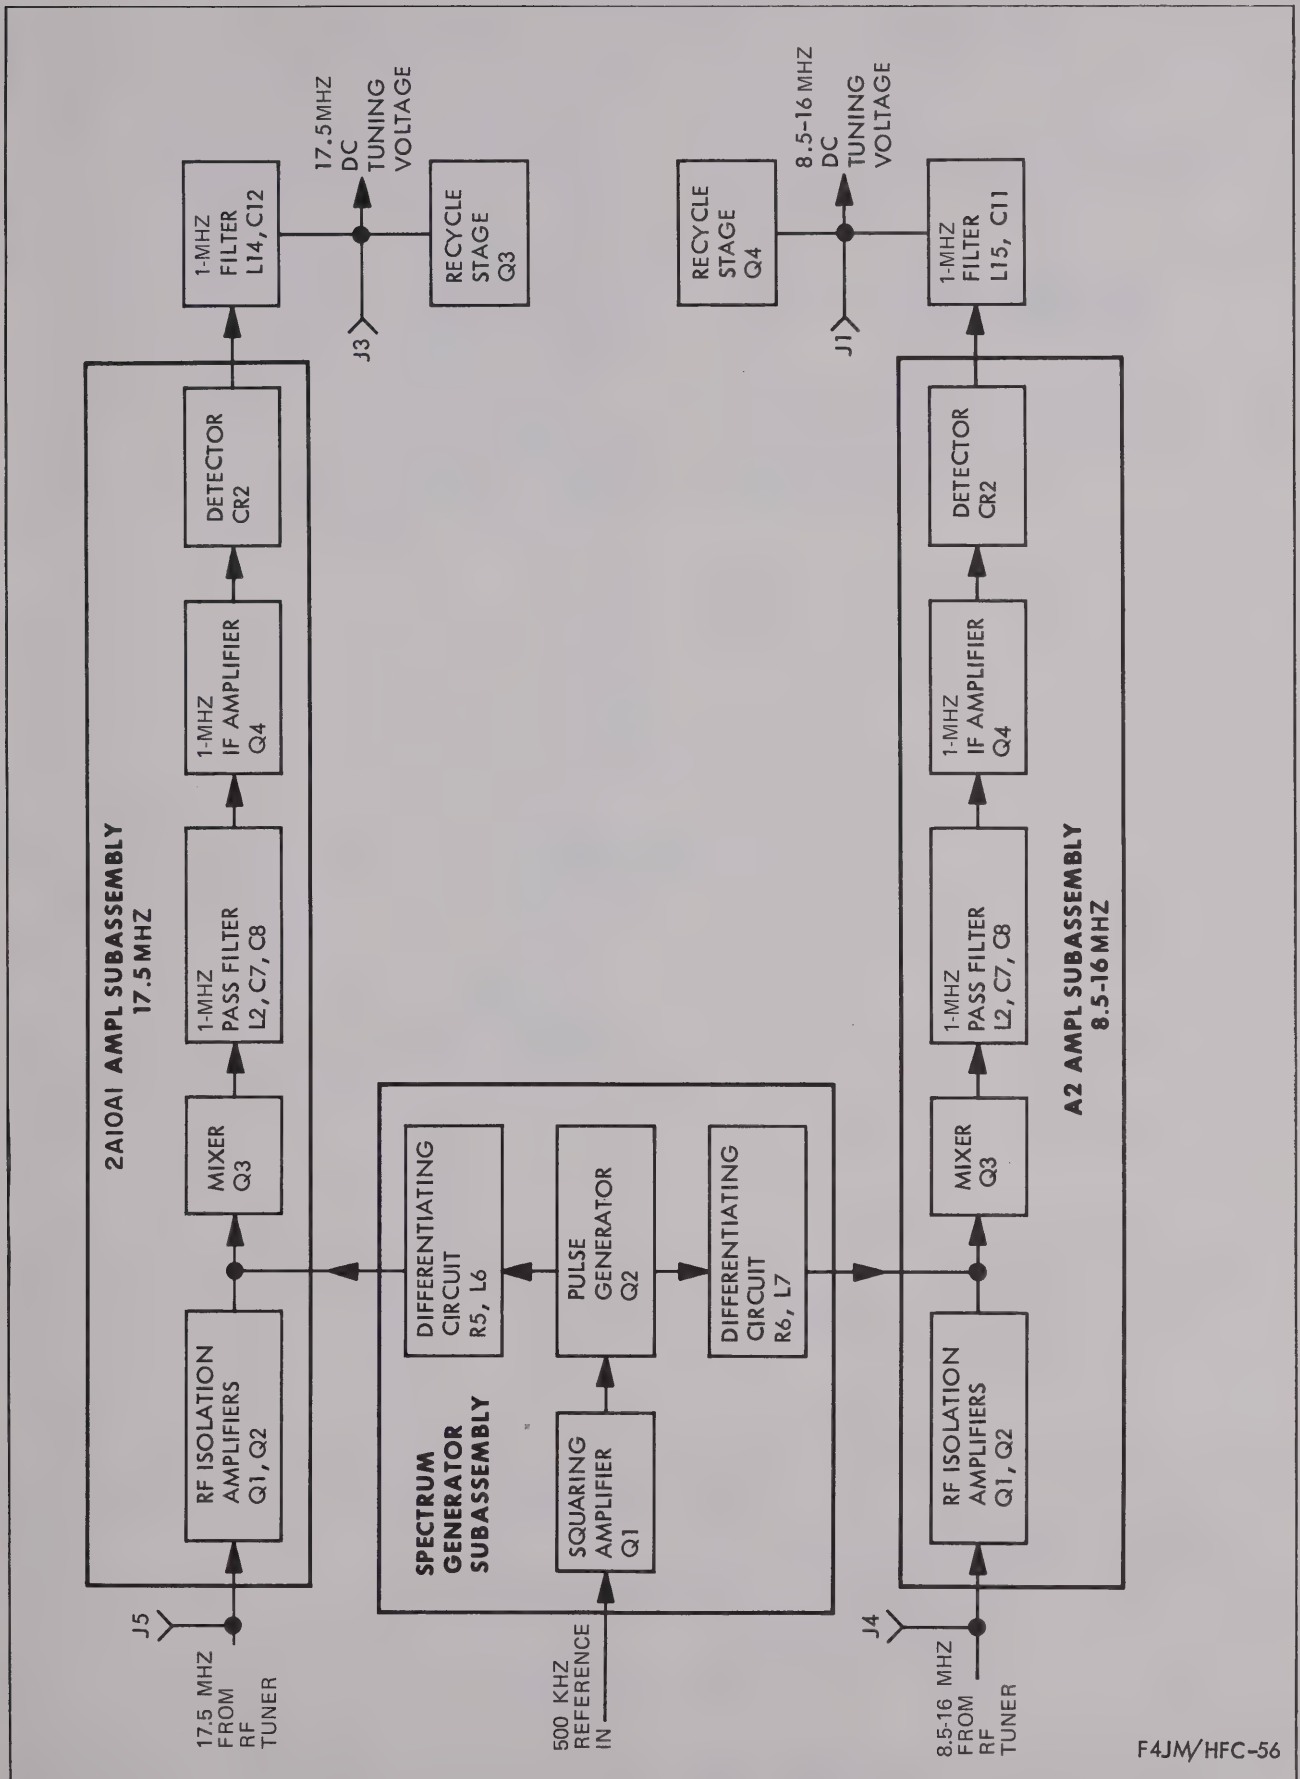 2A10A1 AMPL SUBASSEMBLY
17.5 MHZ
J5
17.5 MHZ
FROM
RF
TUNER
RF ISOLATION
AMPLIFIERS
Q1, Q2
MIXER
Q3
1-MHZ
PASS FILTER
L2, C7, C8
1-MHZ
IF AMPLIFIER
Q4
DETECTOR
CR2
1-MHZ
FILTER
L14, C12
17.5MHZ
DC
TUNING
VOLTAGE
J3
RECYCLE
STAGE
Q3
SPECTRUM
GENERATOR
SUBASSEMBLY
500 KHZ
REFERENCE
IN
SQUARING
AMPLIFIER
Q1
DIFFERENTIATING
CIRCUIT
R5, L6
PULSE
GENERATOR
Q2
DIFFERENTIATING
CIRCUIT
R6, L7
RECYCLE
STAGE
Q4
8.5-16 MHZ
DC
TUNING
VOLTAGE
J1
J4
8.5-16 MHZ
FROM
RF
TUNER
RF ISOLATION
AMPLIFIERS
Q1, Q2
MIXER
Q3
1-MHZ
PASS FILTER
L2, C7, C8
1-MHZ
IF AMPLIFIER
Q4
DETECTOR
CR2
1-MHZ
FILTER
L15, C11
A2 AMPL SUBASSEMBLY
8.5-16 MHZ
F4JM/HFC-56